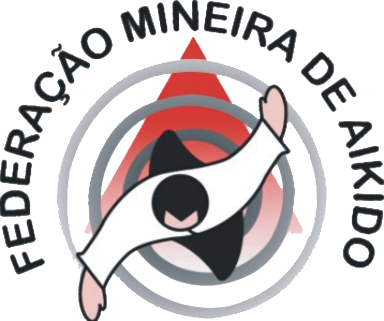 FEDERAÇÃO MINEIRA DE AIKIDO